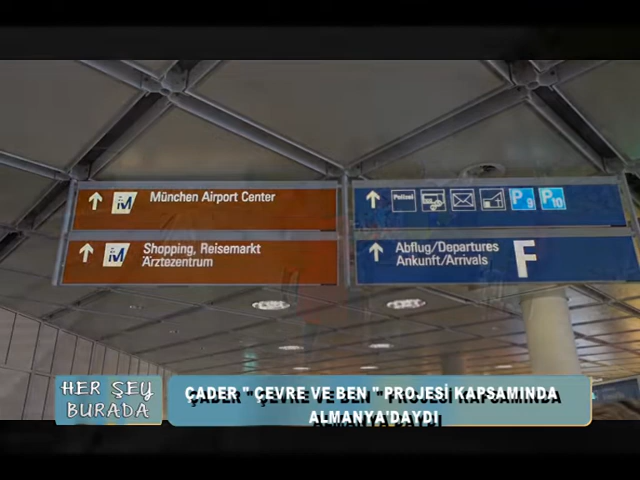 München Airport Center
Shopping, Reisemarkt
Ärztezentrum
Polizei
P9
P10
Abflug/Departures
Ankunft/Arrivals
F
HER ŞEY
BURADA
ÇADER " ÇEVRE VE BEN " PROJESİ KAPSAMINDA
ALMANYA'DAYDI